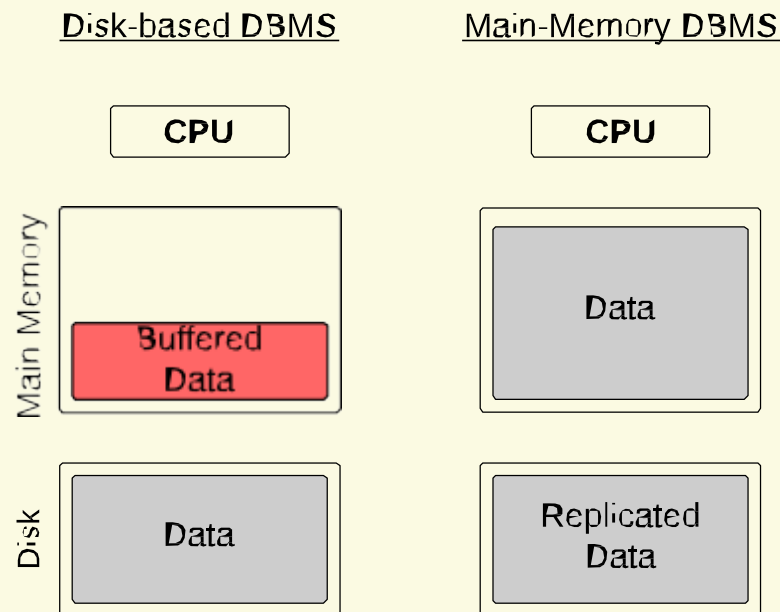 Disk-based DBMS
Main-Memory DBMS
CPU
CPU
Main Memory
Buffered
Data
Data
Disk
Data
Replicated
Data